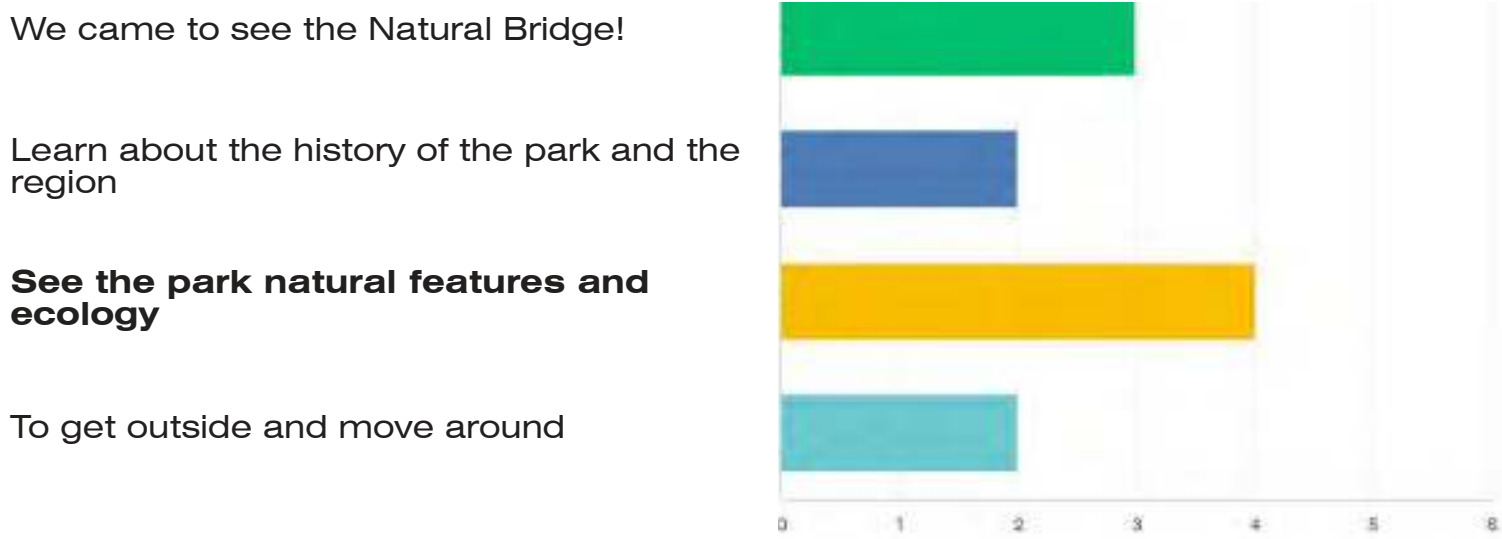 We came to see the Natural Bridge!
Learn about the history of the park and the
region
See the park natural features and
ecology
To get outside and move around
0 1 2 3 4 5 6